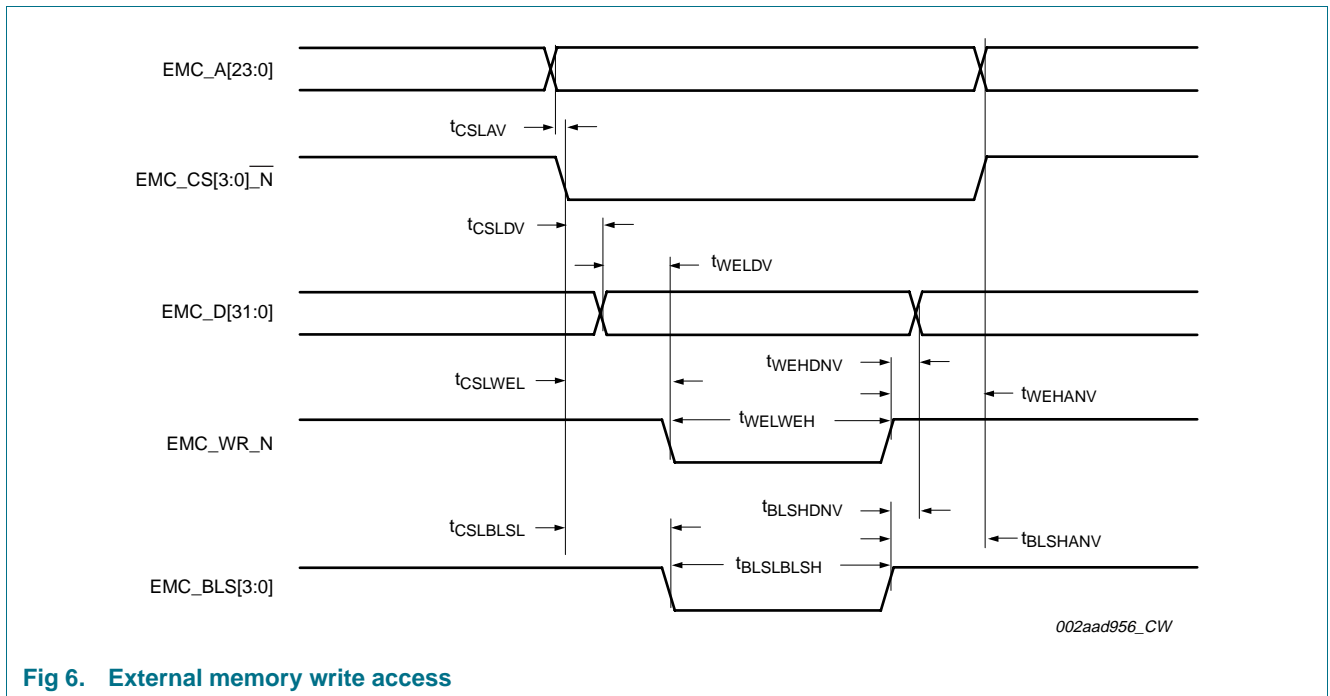 EMC_A[23:0]
tCSLAV
EMC_CS[3:0]_N
tCSLDV
tWELDV
EMC_D[31:0]
tWEHDNV
tCSLWEL
tWEHANV
tWELWEH
EMC_WR_N
tBLSHDNV
tCSLBLSL
tBLSHANV
tBLSLBLSH
EMC_BLS[3:0]
002aad956_CW
Fig 6. External memory write access